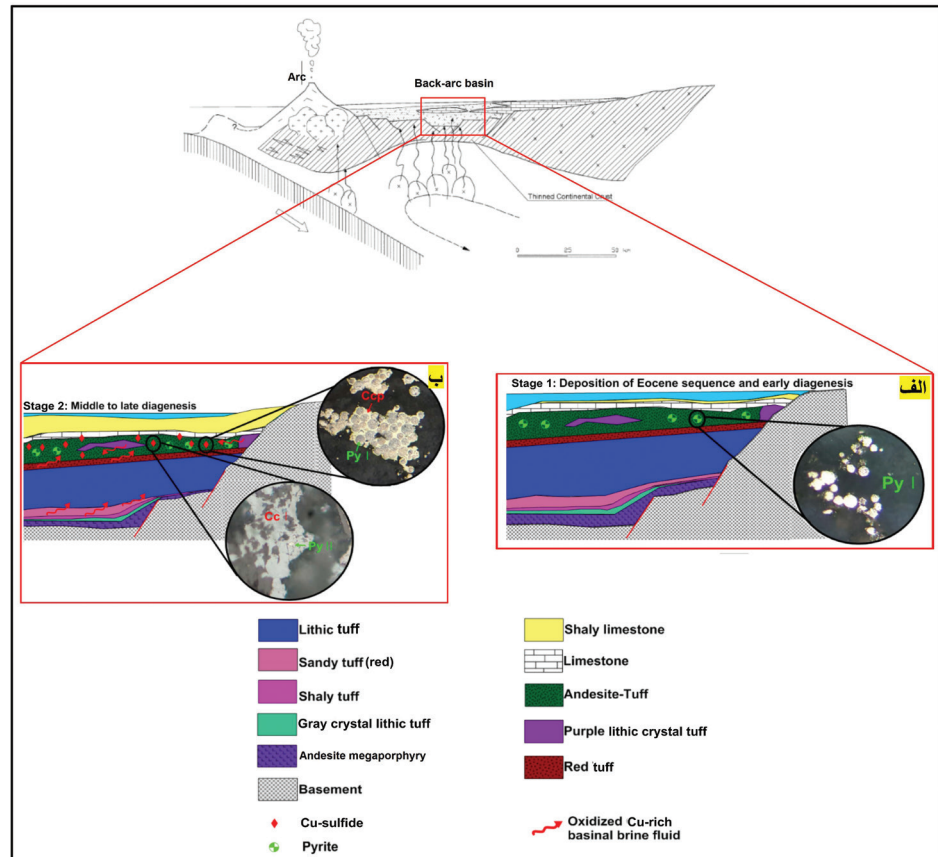 Arc
Back-arc basin
Thinned Continental Crust
0 25 50 km
ب
Stage 2: Middle to late diagenesis
Ccp
Py I
Cc
Py I
الف
Stage 1: Deposition of Eocene sequence and early diagenesis
Py I
Lithic tuff
Sandy tuff (red)
Shaly tuff
Gray crystal lithic tuff
Andesite megaporphyry
Basement
Cu-sulfide
Pyrite
Shaly limestone
Limestone
Andesite-Tuff
Purple lithic crystal tuff
Red tuff
Oxidized Cu-rich
basinal brine fluid